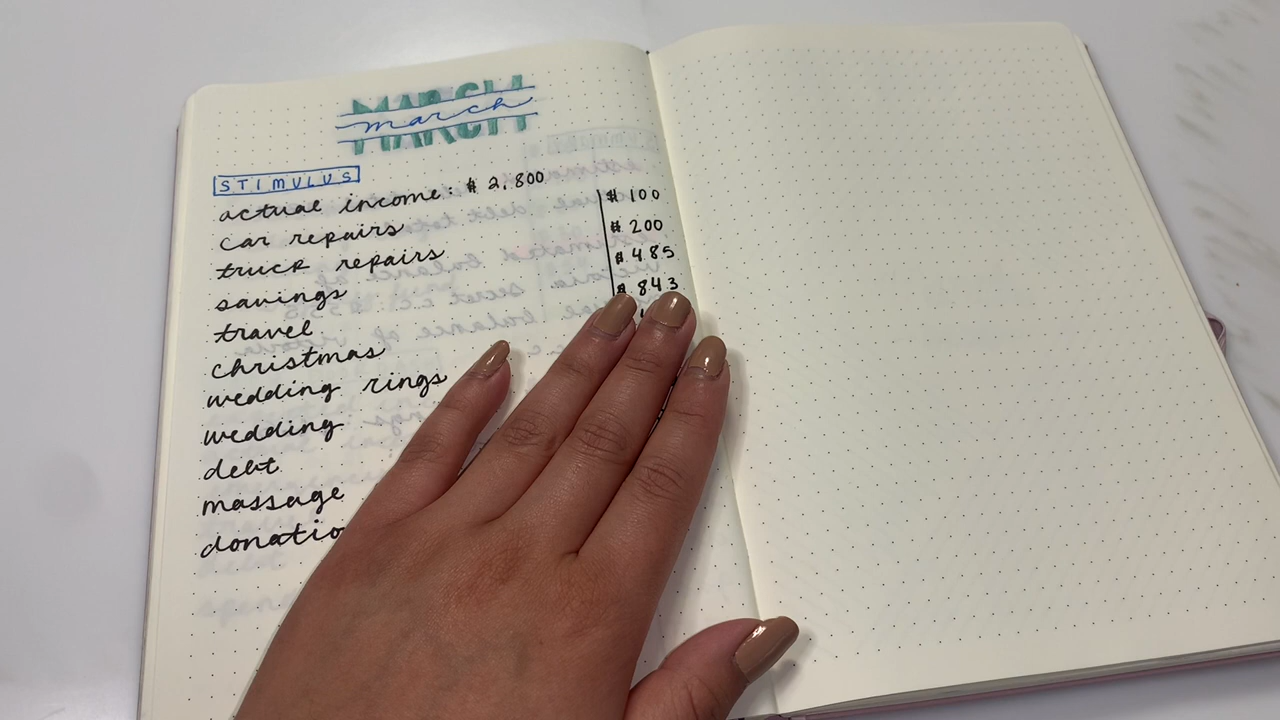 MARCH
march
STIMULUS
actual income: $ 2,800
car repairs $ 100
truck repairs $ 200
savings $ 485
travel $ 843
christmas
wedding rings
wedding
debt
massage